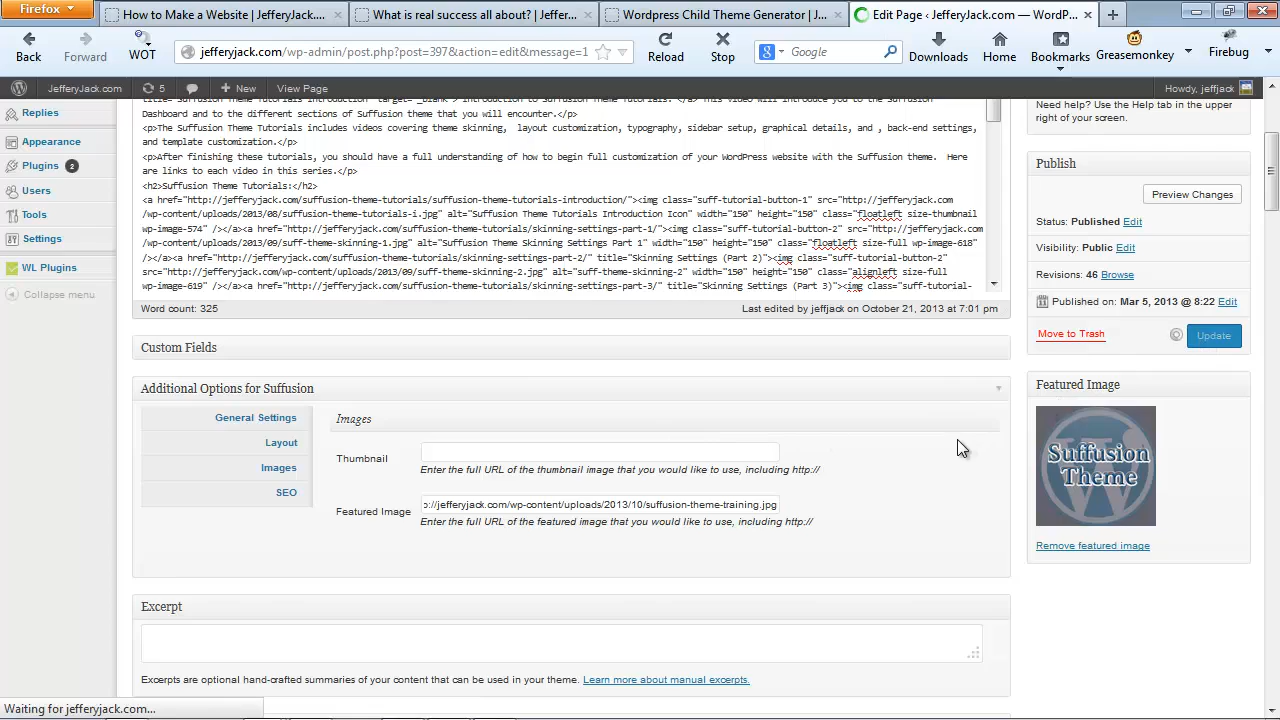 Firefox
How to Make a Website | JefferyJack....
What is real success all about? | Jeffer...
Wordpress Child Theme Generator | J...
Edit Page ‹ JefferyJack.com — WordP...
Back
Forward
WOT
jefferyjack.com/wp-admin/post.php?post=397&action=edit&message=1
Reload
Stop
Google
Downloads
Home
Bookmarks
Greasemonkey
Firebug
JefferyJack.com
5
New
View Page
Howdy, jeffjack
Replies
Appearance
Plugins 2
Users
Tools
Settings
WL Plugins
Collapse menu
Dashboard and to the different sections of Suffusion theme that you will encounter.</p>
<p>The Suffusion Theme Tutorials includes videos covering theme skinning, layout customization, typography, sidebar setup, graphical details, and , back-end settings,
and template customization.</p>
<p>After finishing these tutorials, you should have a full understanding of how to begin full customization of your WordPress website with the Suffusion theme. Here
are links to each video in this series.</p>
<h2>Suffusion Theme Tutorials:</h2>
<a href="http://jefferyjack.com/suffusion-theme-tutorials/suffusion-theme-tutorials-introduction/"><img class="suff-tutorial-button-1" src="http://jefferyjack.com
/wp-content/uploads/2013/08/suffusion-theme-tutorials-i.jpg" alt="Suffusion Theme Tutorials Introduction Icon" width="150" height="150" class="floatleft size-thumbnail
wp-image-574" /></a><a href="http://jefferyjack.com/suffusion-theme-tutorials/skinning-settings-part-1/"><img class="suff-tutorial-button-2" src="http://jefferyjack.com
/wp-content/uploads/2013/09/suff-theme-skinning-1.jpg" alt="Suffusion Theme Skinning Settings Part 1" width="150" height="150" class="floatleft size-full wp-image-618"
/></a><a href="http://jefferyjack.com/suffusion-theme-tutorials/skinning-settings-part-2/" title="Skinning Settings (Part 2)"><img class="suff-tutorial-button-2"
src="http://jefferyjack.com/wp-content/uploads/2013/09/suff-theme-skinning-2.jpg" alt="suff-theme-skinning-2" width="150" height="150" class="alignleft size-full
wp-image-619" /></a><a href="http://jefferyjack.com/suffusion-theme-tutorials/skinning-settings-part-3/" title="Skinning Settings (Part 3)"><img class="suff-tutorial-
Word count: 325
Last edited by jeffjack on October 21, 2013 at 7:01 pm
Custom Fields
Additional Options for Suffusion
General Settings
Layout
Images
SEO
Images
Thumbnail
Enter the full URL of the thumbnail image that you would like to use, including http://
Featured Image
p://jefferyjack.com/wp-content/uploads/2013/10/suffusion-theme-training.jpg
Enter the full URL of the featured image that you would like to use, including http://
Excerpt
Excerpts are optional hand-crafted summaries of your content that can be used in your theme. Learn more about manual excerpts.
Need help? Use the Help tab in the upper
right of your screen.
Publish
Preview Changes
Status: Published Edit
Visibility: Public Edit
Revisions: 46 Browse
Published on: Mar 5, 2013 @ 8:22 Edit
Move to Trash
Update
Featured Image
Suffusion
Theme
Remove featured image
Waiting for jefferyjack.com...